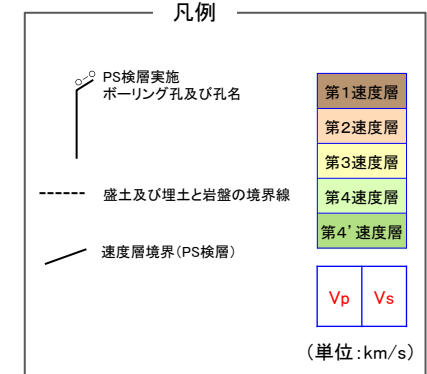 凡例
○-○ PS検層実施
ボーリング孔及び孔名
盛土及び埋土と岩盤の境界線
速度層境界(PS検層)
第1速度層
第2速度層
第3速度層
第4速度層
第4'速度層
Vp Vs
(単位:km/s)